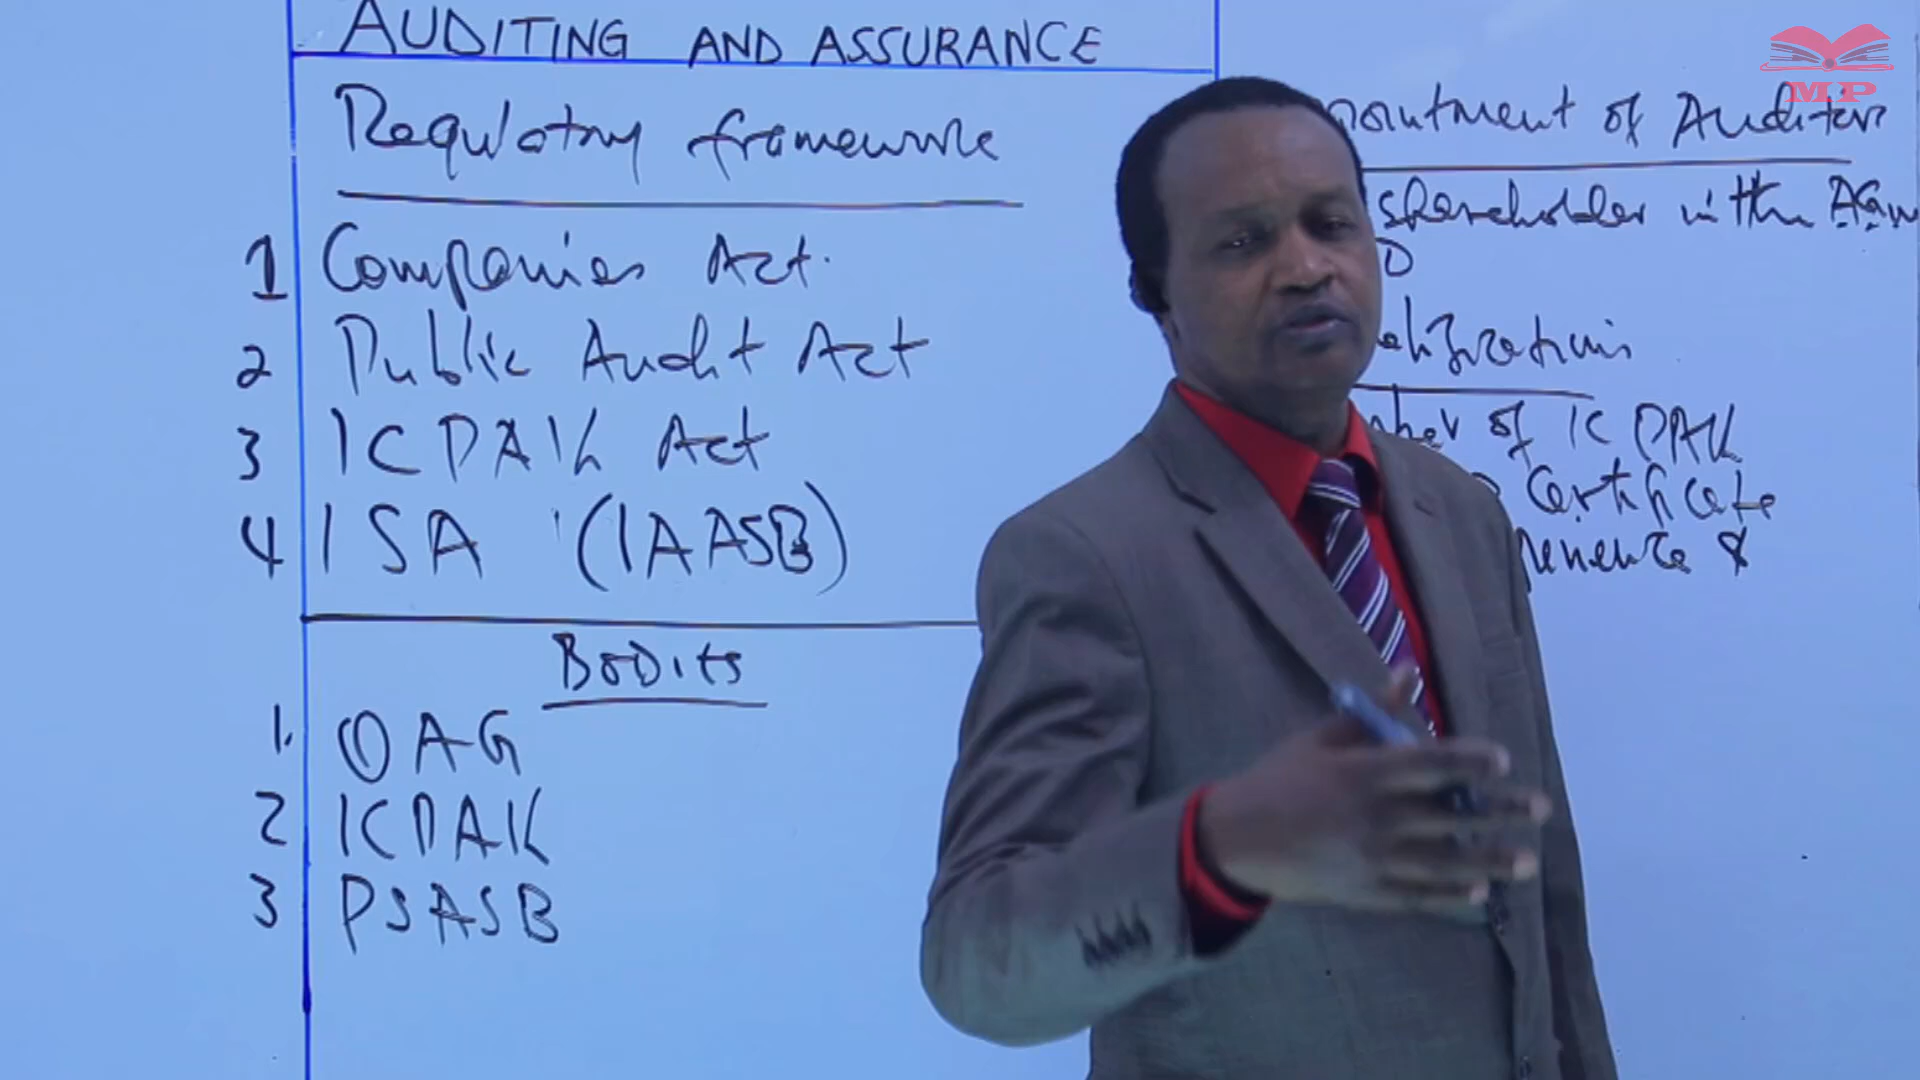 AUDITING AND ASSURANCE
Regulatory framework
1 Companies Act.
2 Public Audit Act
3 ICPAK Act
4 ISA (IAASB)
Bodies
1. OAG
2 ICPAK
3 PSASB
MP
of Auditors
shareholder in the AGM
of ICPAK
Certificate
&